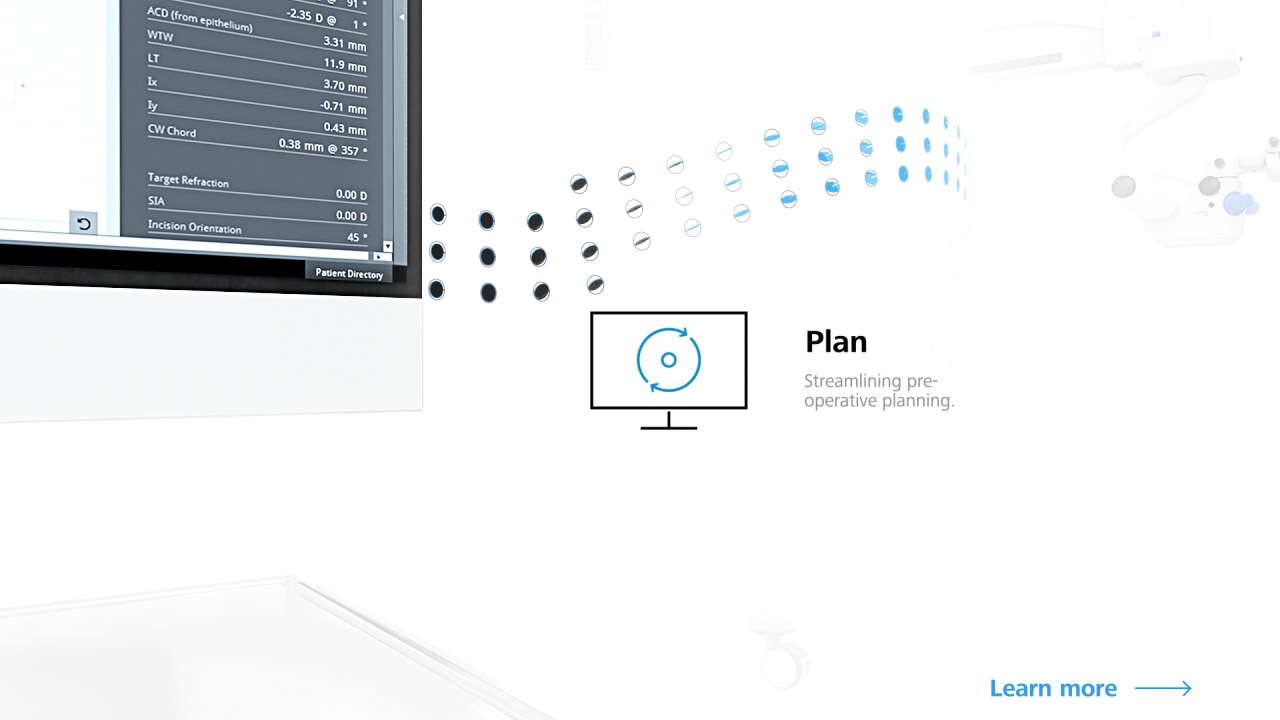 91 °
-2.35 D @ 1 °
ACD (from epithelium) 3.31 mm
WTW 11.9 mm
LT 3.70 mm
Ix -0.71 mm
Iy 0.43 mm
CW Chord 0.38 mm @ 357 °
Target Refraction 0.00 D
SIA 0.00 D
Incision Orientation 45 °
Patient Directory
Plan
Streamlining pre-
operative planning.
Learn more